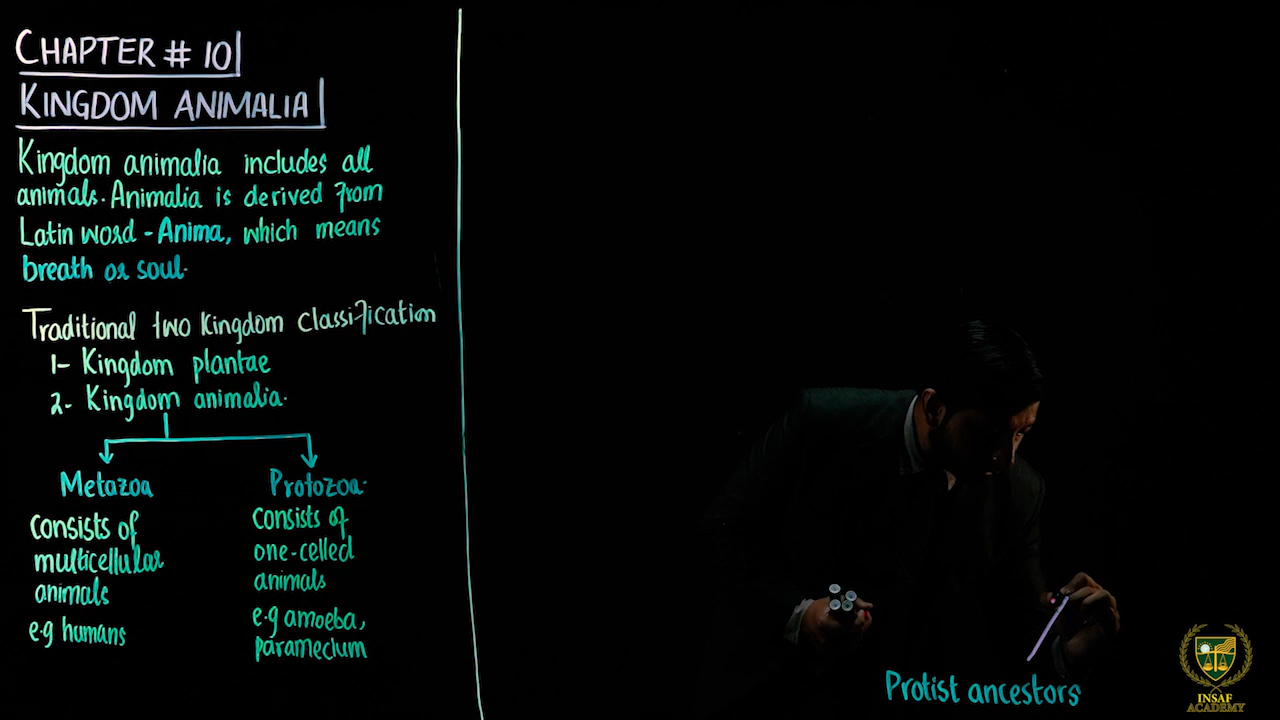 CHAPTER # 10
KINGDOM ANIMALIA
Kingdom animalia includes all
animals. Animalia is derived from
Latin word - Anima, which means
breath or soul.
Traditional two Kingdom classification
1- Kingdom plantae
2- Kingdom animalia.
Metazoa
consists of
multicellular
animals
e.g humans
Protozoa.
consists of
one-celled
animals
e.g amoeba,
paramecium
Protist ancestors
INSAF
ACADEMY